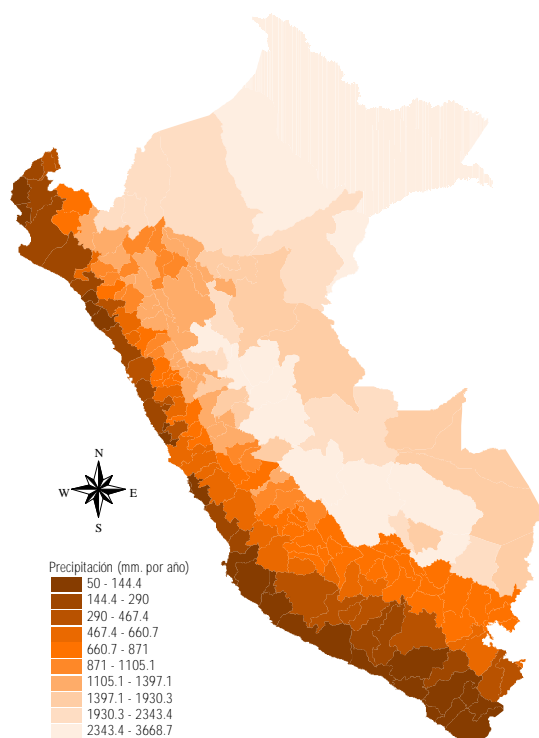 N
W E
S
Precipitación (mm. por año)
50 - 144.4
144.4 - 290
290 - 467.4
467.4 - 660.7
660.7 - 871
871 - 1105.1
1105.1 - 1397.1
1397.1 - 1930.3
1930.3 - 2343.4
2343.4 - 3668.7